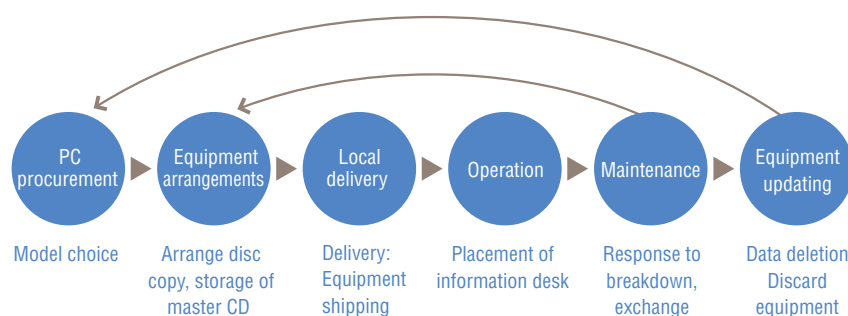 PC
procurement
Equipment
arrangements
Local
delivery
Operation
Maintenance
Equipment
updating
Model choice
Arrange disc
copy, storage of
master CD
Delivery:
Equipment
shipping
Placement of
information desk
Response to
breakdown,
exchange
Data deletion
Discard
equipment